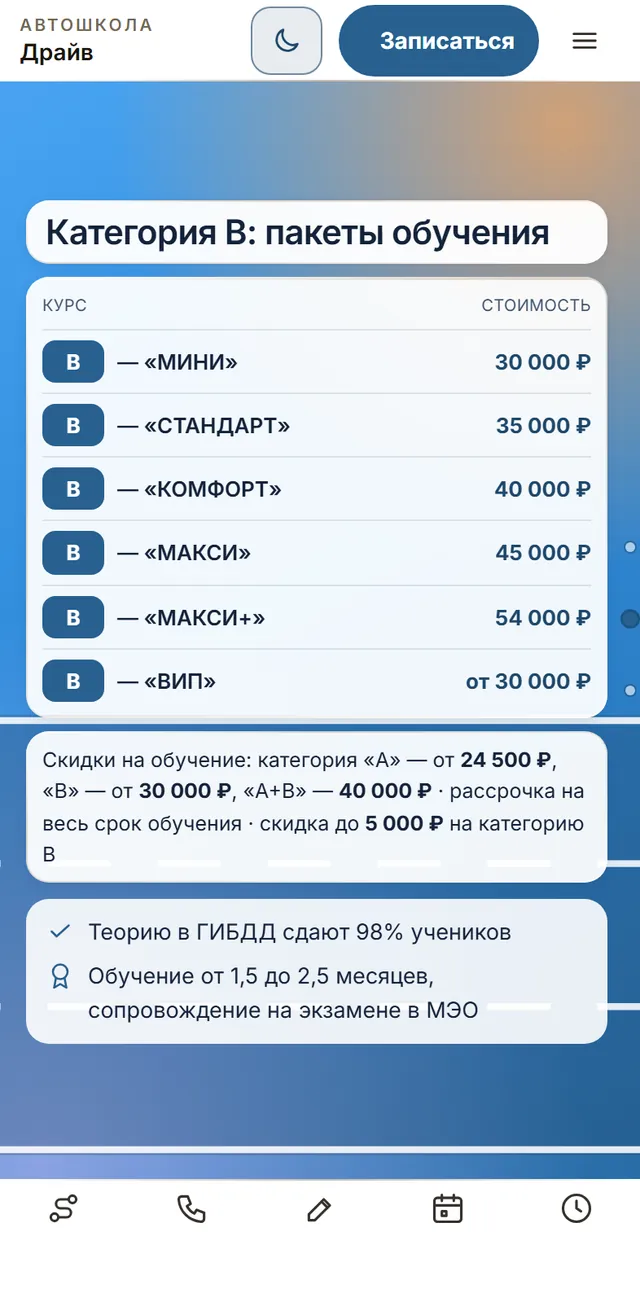 АВТОШКОЛА
Драйв
Записаться
Категория В: пакеты обучения
КУРС СТОИМОСТЬ
В — «МИНИ» 30 000 ₽
В — «СТАНДАРТ» 35 000 ₽
В — «КОМФОРТ» 40 000 ₽
В — «МАКСИ» 45 000 ₽
В — «МАКСИ+» 54 000 ₽
В — «ВИП» от 30 000 ₽
Скидки на обучение: категория «А» — от 24 500 ₽,
«В» — от 30 000 ₽, «А+В» — 40 000 ₽ · рассрочка на
весь срок обучения · скидка до 5 000 ₽ на категорию
В
Теорию в ГИБДД сдают 98% учеников
Обучение от 1,5 до 2,5 месяцев,
сопровождение на экзамене в МЭО